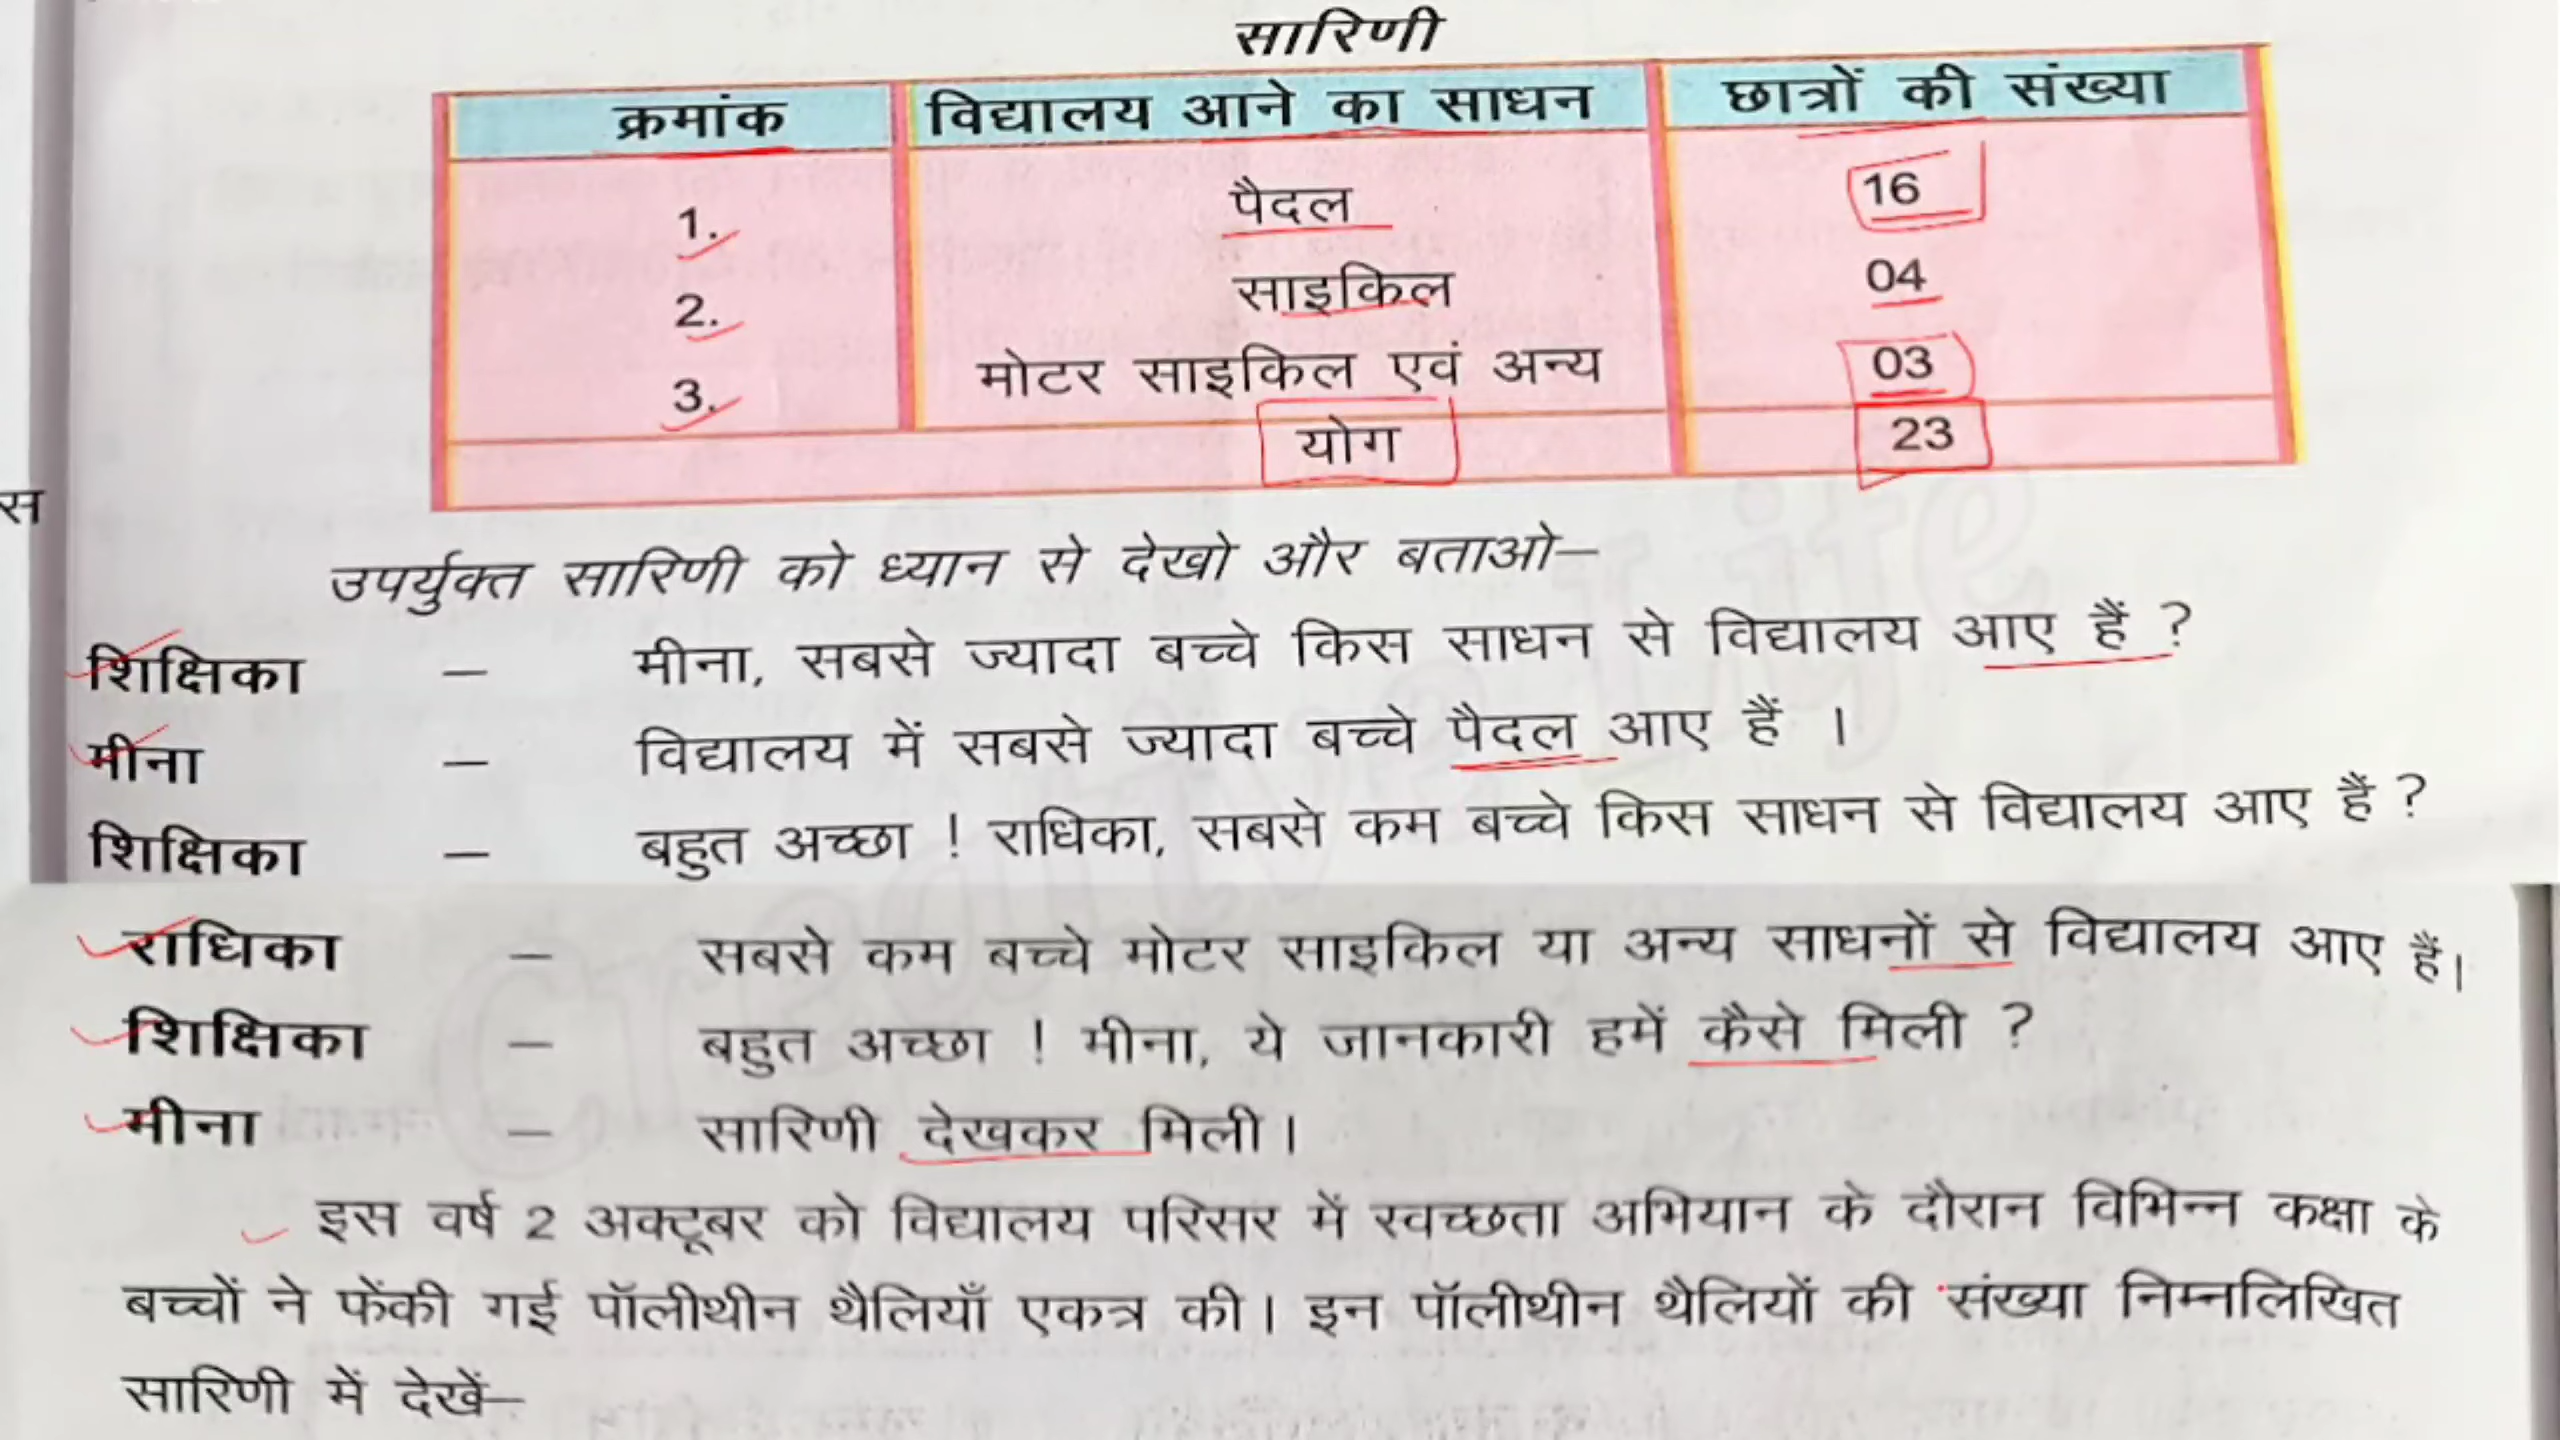 सारिणी
क्रमांक विद्यालय आने का साधन छात्रों की संख्या
1. पैदल 16
2. साइकिल 04
3. मोटर साइकिल एवं अन्य 03
योग 23
स
उपर्युक्त सारिणी को ध्यान से देखो और बताओ–
शिक्षिका – मीना, सबसे ज्यादा बच्चे किस साधन से विद्यालय आए हैं ?
मीना – विद्यालय में सबसे ज्यादा बच्चे पैदल आए हैं ।
शिक्षिका – बहुत अच्छा ! राधिका, सबसे कम बच्चे किस साधन से विद्यालय आए हैं ?
राधिका – सबसे कम बच्चे मोटर साइकिल या अन्य साधनों से विद्यालय आए हैं।
शिक्षिका – बहुत अच्छा ! मीना, ये जानकारी हमें कैसे मिली ?
मीना – सारिणी देखकर मिली।
इस वर्ष 2 अक्टूबर को विद्यालय परिसर में स्वच्छता अभियान के दौरान विभिन्न कक्षा के
बच्चों ने फेंकी गई पॉलीथीन थैलियाँ एकत्र की। इन पॉलीथीन थैलियों की संख्या निम्नलिखित
सारिणी में देखें–